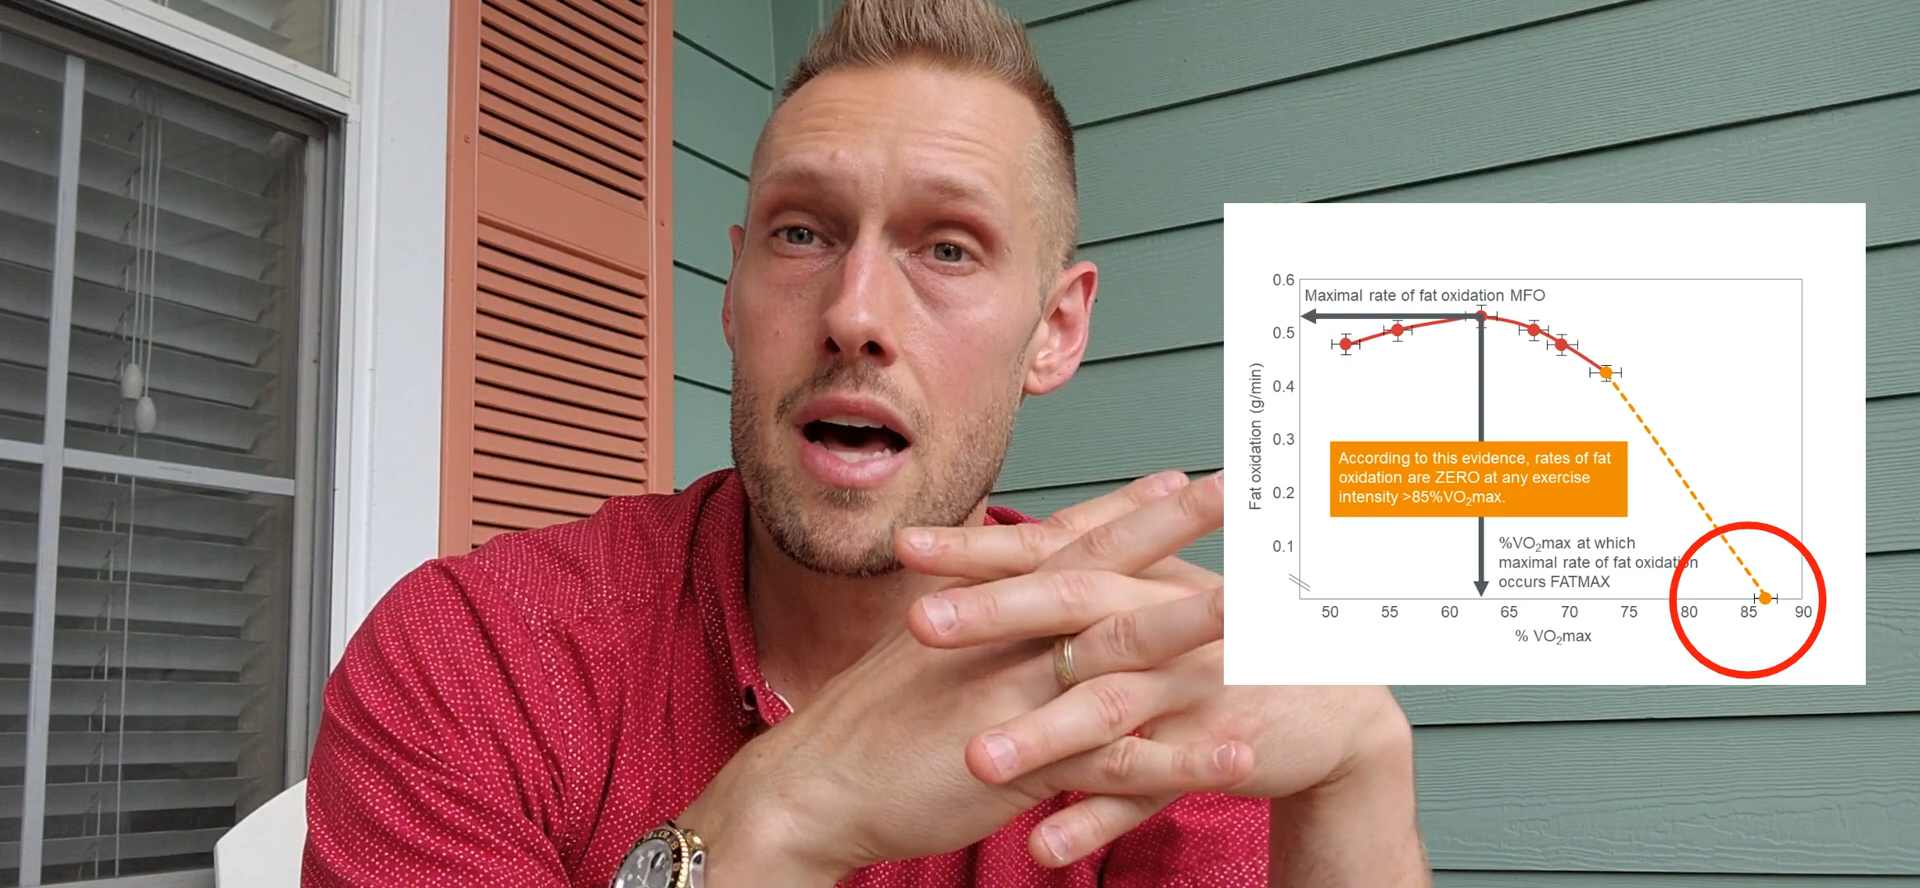 0.6
Maximal rate of fat oxidation MFO
0.5
0.4
0.3
0.2
0.1
Fat oxidation (g/min)
According to this evidence, rates of fat
oxidation are ZERO at any exercise
intensity >85%VO₂max.
%VO₂max at which
maximal rate of fat oxidation
occurs FATMAX
50 55 60 65 70 75 80 85 90
% VO₂max